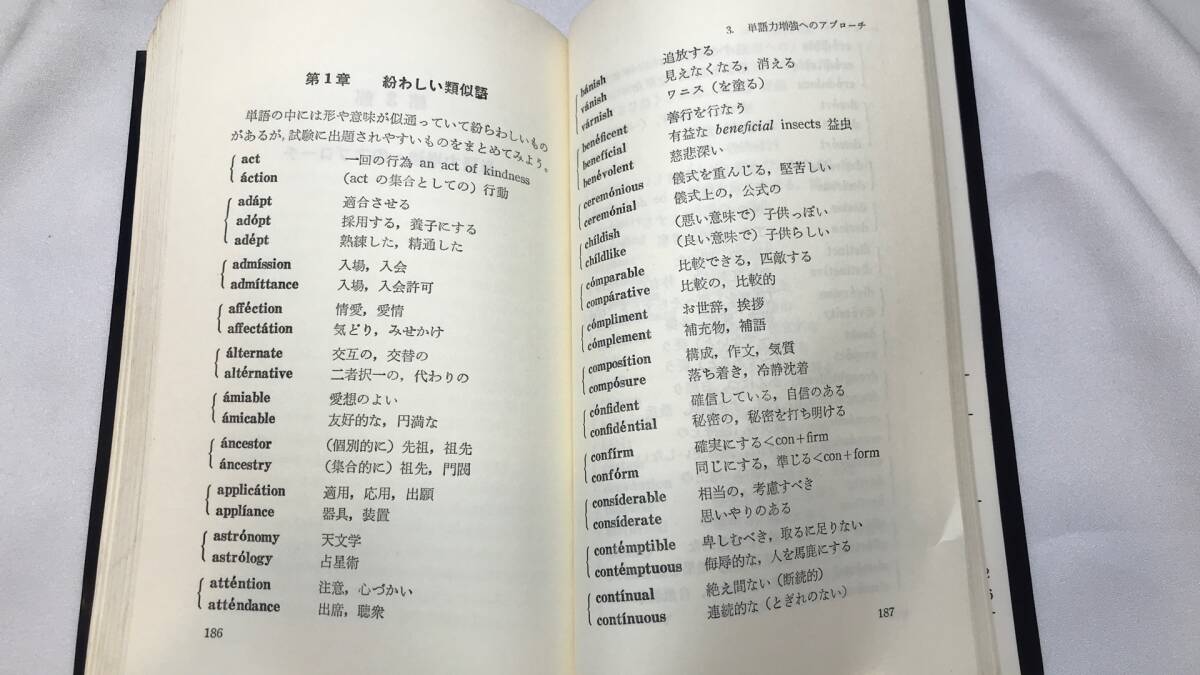 第1章 紛わしい類似語
単語の中には形や意味が似通っていて紛らわしいもの
があるが,試験に出題されやすいものをまとめてみよう。
act 一回の行為 an act of kindness
áction (act の集合としての) 行動
adápt 適合させる
adópt 採用する, 養子にする
adépt 熟練した, 精通した
admíssion 入場, 入会
admíttance 入場, 入会許可
afféction 情愛, 愛情
affectátion 気どり, みせかけ
álternate 交互の, 交替の
altérnative 二者択一の, 代わりの
ámiable 愛想のよい
ámicable 友好的な, 円満な
áncestor (個別的に) 先祖, 祖先
áncestry (集合的に) 祖先, 門閥
applicátion 適用, 応用, 出願
applíance 器具, 装置
astrónomy 天文学
astrólogy 占星術
atténtion 注意, 心づかい
atténdance 出席, 聴衆
186
3. 単語力増強へのアプローチ
bánish 追放する
vánish 見えなくなる, 消える
várnish ワニス (を塗る)
benéficent 善行を行なう
benefícial 有益な beneficial insects 益虫
benévolent 慈悲深い
ceremónious 儀式を重んじる, 堅苦しい
ceremónial 儀式上の, 公式の
chíldish (悪い意味で) 子供っぽい
chíldlike (良い意味で) 子供らしい
cómparable 比較できる, 匹敵する
compárative 比較の, 比較的
cómpliment お世辞, 挨拶
cómplement 補充物, 補語
composítion 構成, 作文, 気質
compósure 落ち着き, 冷静沈着
cónfident 確信している, 自信のある
confidéntial 秘密の, 秘密を打ち明ける
confírm 確実にする<con+firm
confórm 同じにする, 準じる<con+form
consíderable 相当の, 考慮すべき
consíderate 思いやりのある
contémptible 卑しむべき, 取るに足りない
contémptuous 侮辱的な, 人を馬鹿にする
contínual 絶え間ない (断続的)
contínuous 連続的な (とぎれのない)
187